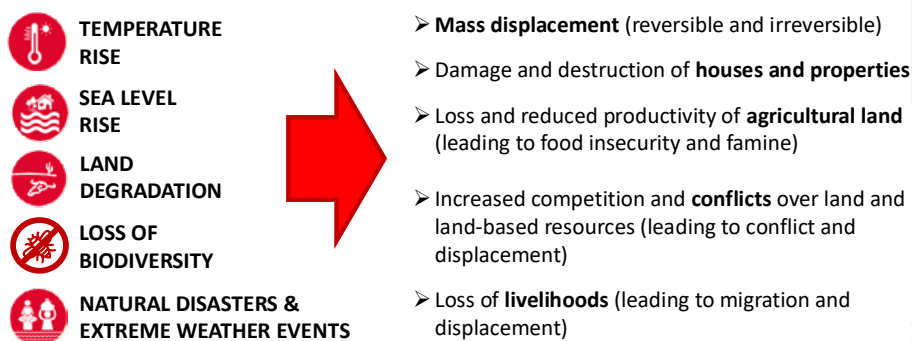 TEMPERATURE
RISE
SEA LEVEL
RISE
LAND
DEGRADATION
LOSS OF
BIODIVERSITY
NATURAL DISASTERS &
EXTREME WEATHER EVENTS
➢ Mass displacement (reversible and irreversible)
➢ Damage and destruction of houses and properties
➢ Loss and reduced productivity of agricultural land
(leading to food insecurity and famine)
➢ Increased competition and conflicts over land and
land-based resources (leading to conflict and
displacement)
➢ Loss of livelihoods (leading to migration and
displacement)